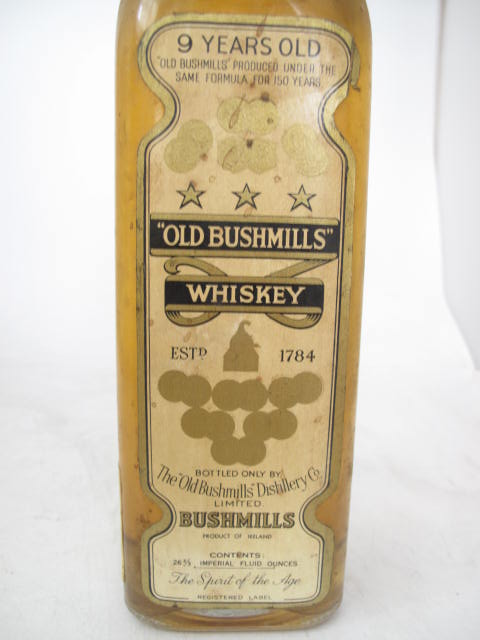 9 YEARS OLD
"OLD BUSHMILLS" PRODUCED UNDER THE
SAME FORMULA FOR 150 YEARS
"OLD BUSHMILLS"
WHISKEY
ESTD 1784
BOTTLED ONLY BY
The "Old Bushmills" Distillery Co
LIMITED.
BUSHMILLS
PRODUCT OF IRELAND
CONTENTS:
26⅔ IMPERIAL FLUID OUNCES
The Spirit of the Age
REGISTERED LABEL